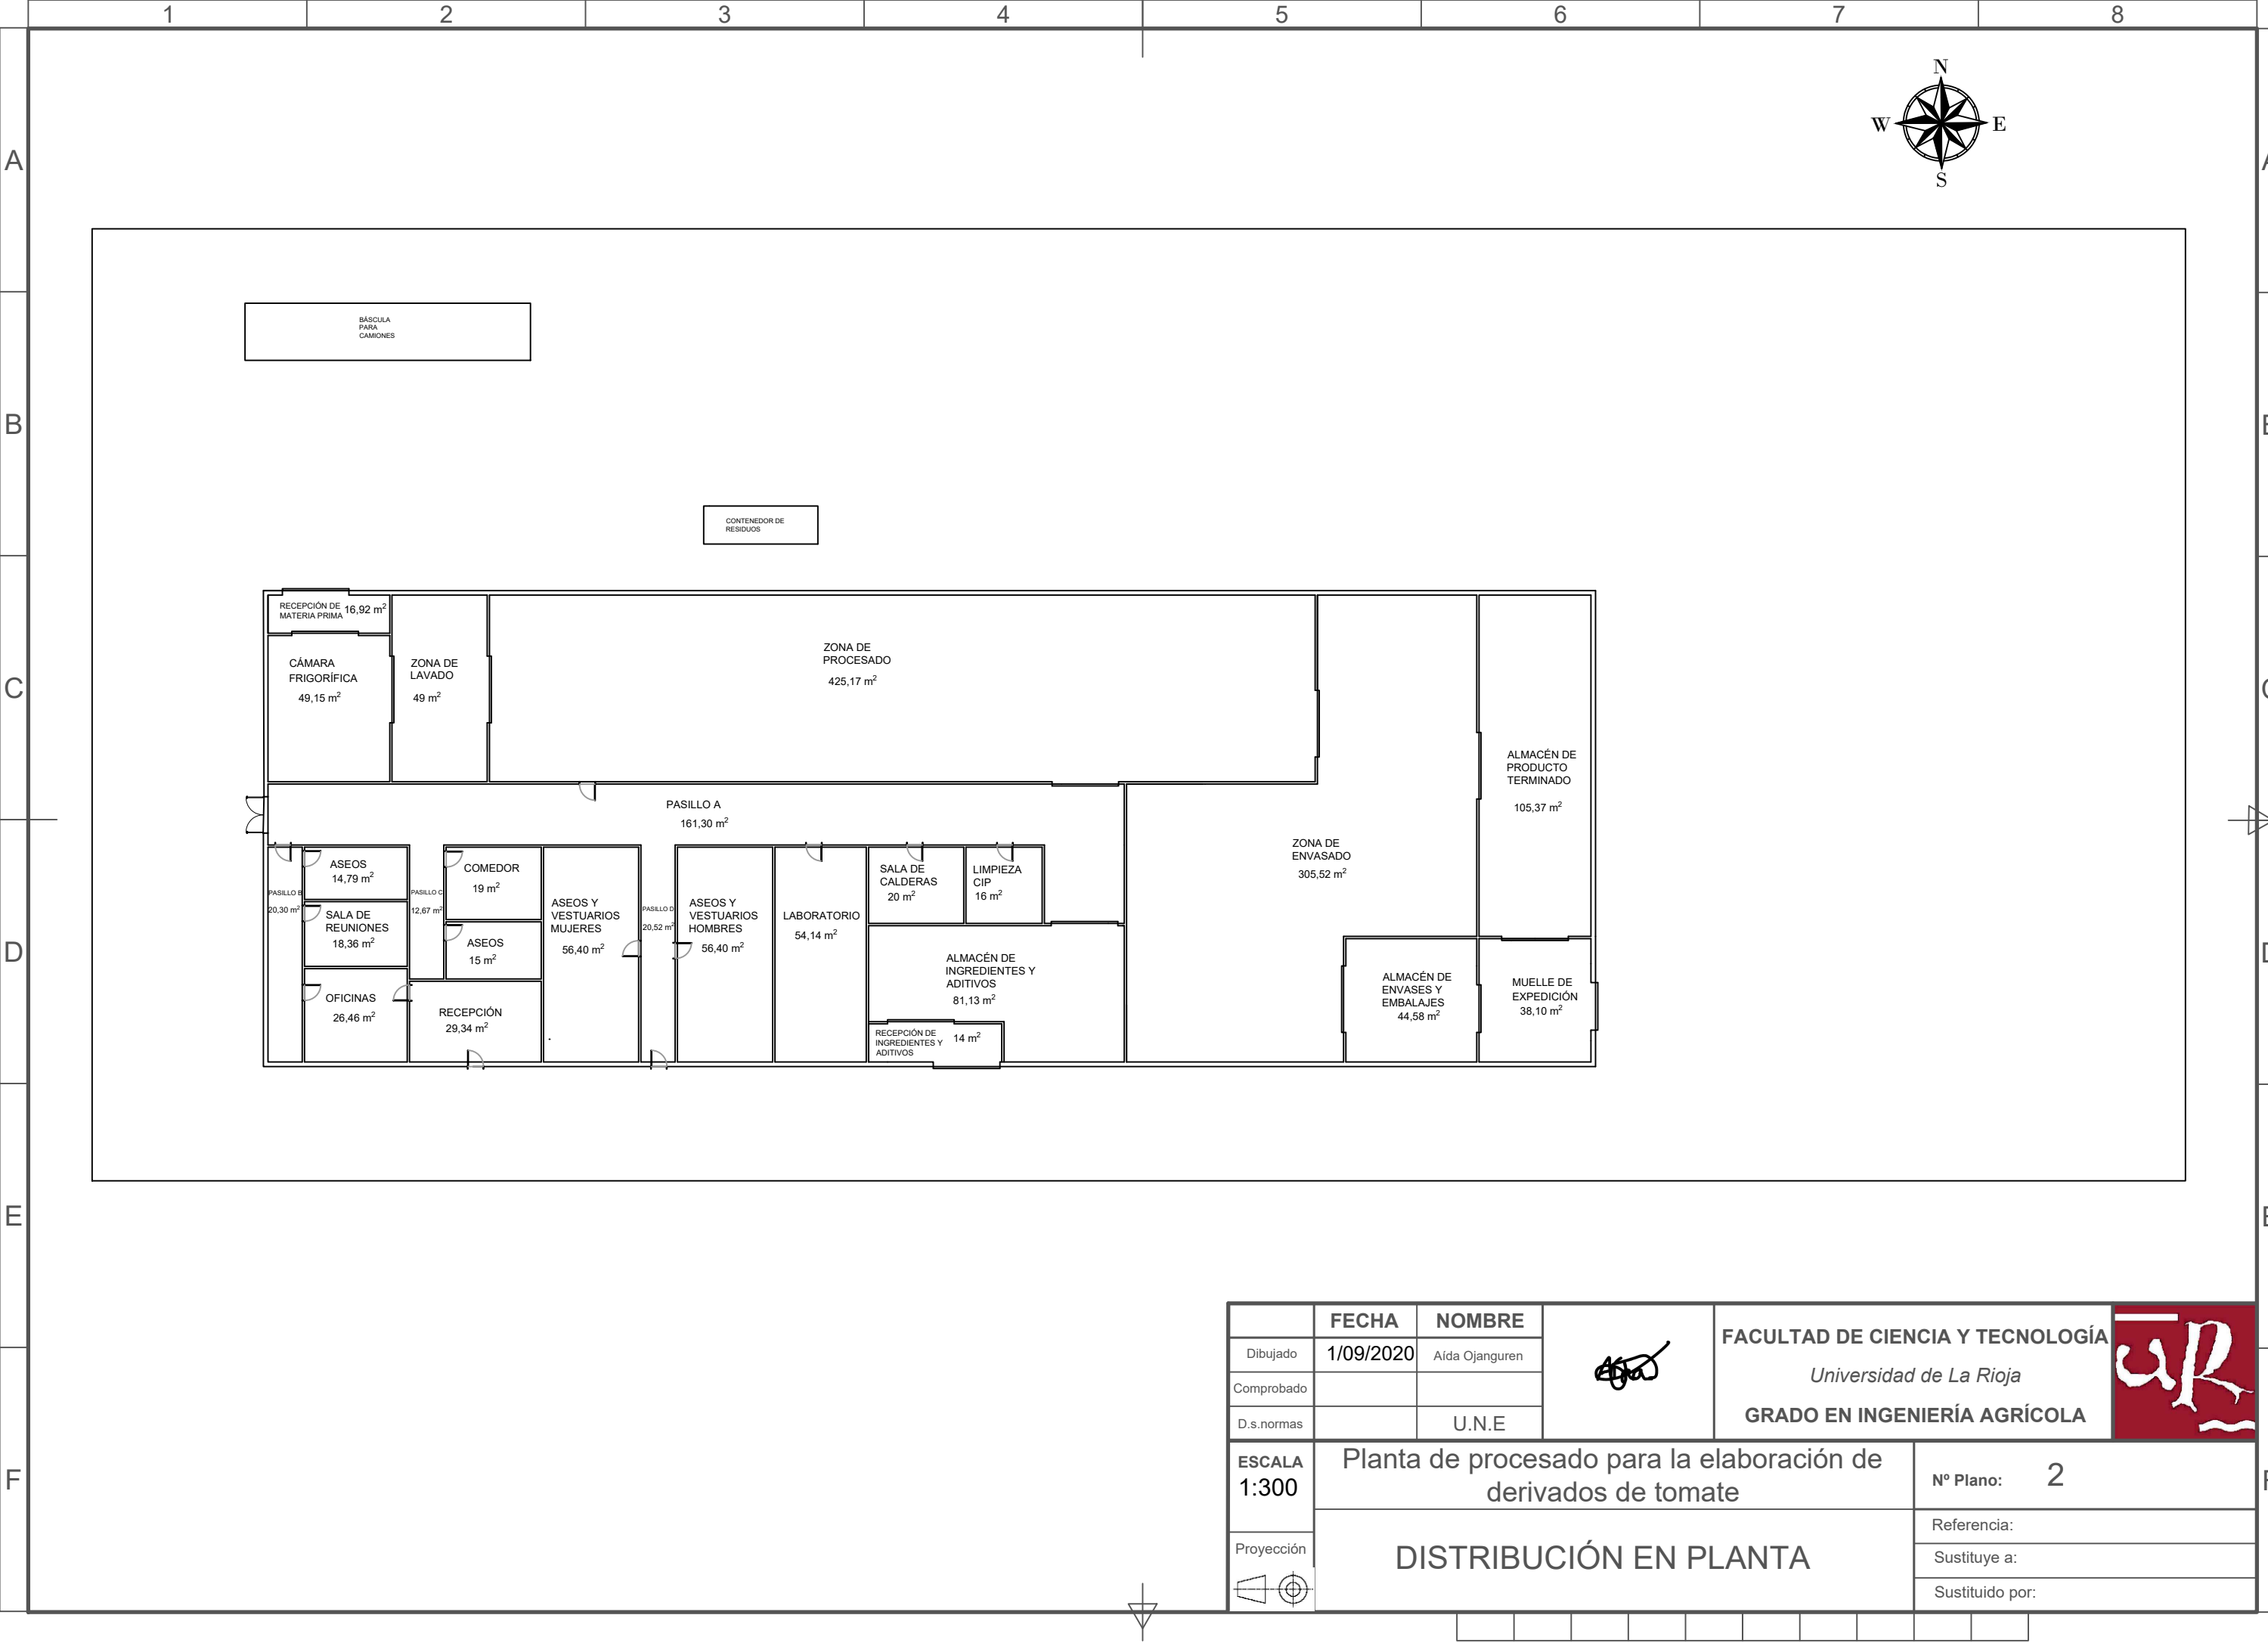 1 2 3 4 5 6 7 8
N
W E
S
A
B
C
D
E
F
BÁSCULA
PARA
CAMIONES
CONTENEDOR DE
RESIDUOS
RECEPCIÓN DE
MATERIA PRIMA
16,92 m²
CÁMARA
FRIGORÍFICA
49,15 m²
ZONA DE
LAVADO
49 m²
ZONA DE
PROCESADO
425,17 m²
ALMACÉN DE
PRODUCTO
TERMINADO
105,37 m²
PASILLO A
161,30 m²
ZONA DE
ENVASADO
305,52 m²
PASILLO B
20,30 m²
ASEOS
14,79 m²
SALA DE
REUNIONES
18,36 m²
OFICINAS
26,46 m²
PASILLO C
12,67 m²
COMEDOR
19 m²
ASEOS
15 m²
RECEPCIÓN
29,34 m²
ASEOS Y
VESTUARIOS
MUJERES
56,40 m²
PASILLO D
20,52 m²
ASEOS Y
VESTUARIOS
HOMBRES
56,40 m²
LABORATORIO
54,14 m²
SALA DE
CALDERAS
20 m²
LIMPIEZA
CIP
16 m²
ALMACÉN DE
INGREDIENTES Y
ADITIVOS
81,13 m²
RECEPCIÓN DE
INGREDIENTES Y
ADITIVOS
14 m²
ALMACÉN DE
ENVASES Y
EMBALAJES
44,58 m²
MUELLE DE
EXPEDICIÓN
38,10 m²
FECHA NOMBRE
Dibujado 1/09/2020 Aída Ojanguren
Comprobado
D.s.normas U.N.E
FACULTAD DE CIENCIA Y TECNOLOGÍA
Universidad de La Rioja
GRADO EN INGENIERÍA AGRÍCOLA
uR
ESCALA
1:300
Planta de procesado para la elaboración de
derivados de tomate
Nº Plano: 2
Proyección
DISTRIBUCIÓN EN PLANTA
Referencia:
Sustituye a:
Sustituido por: